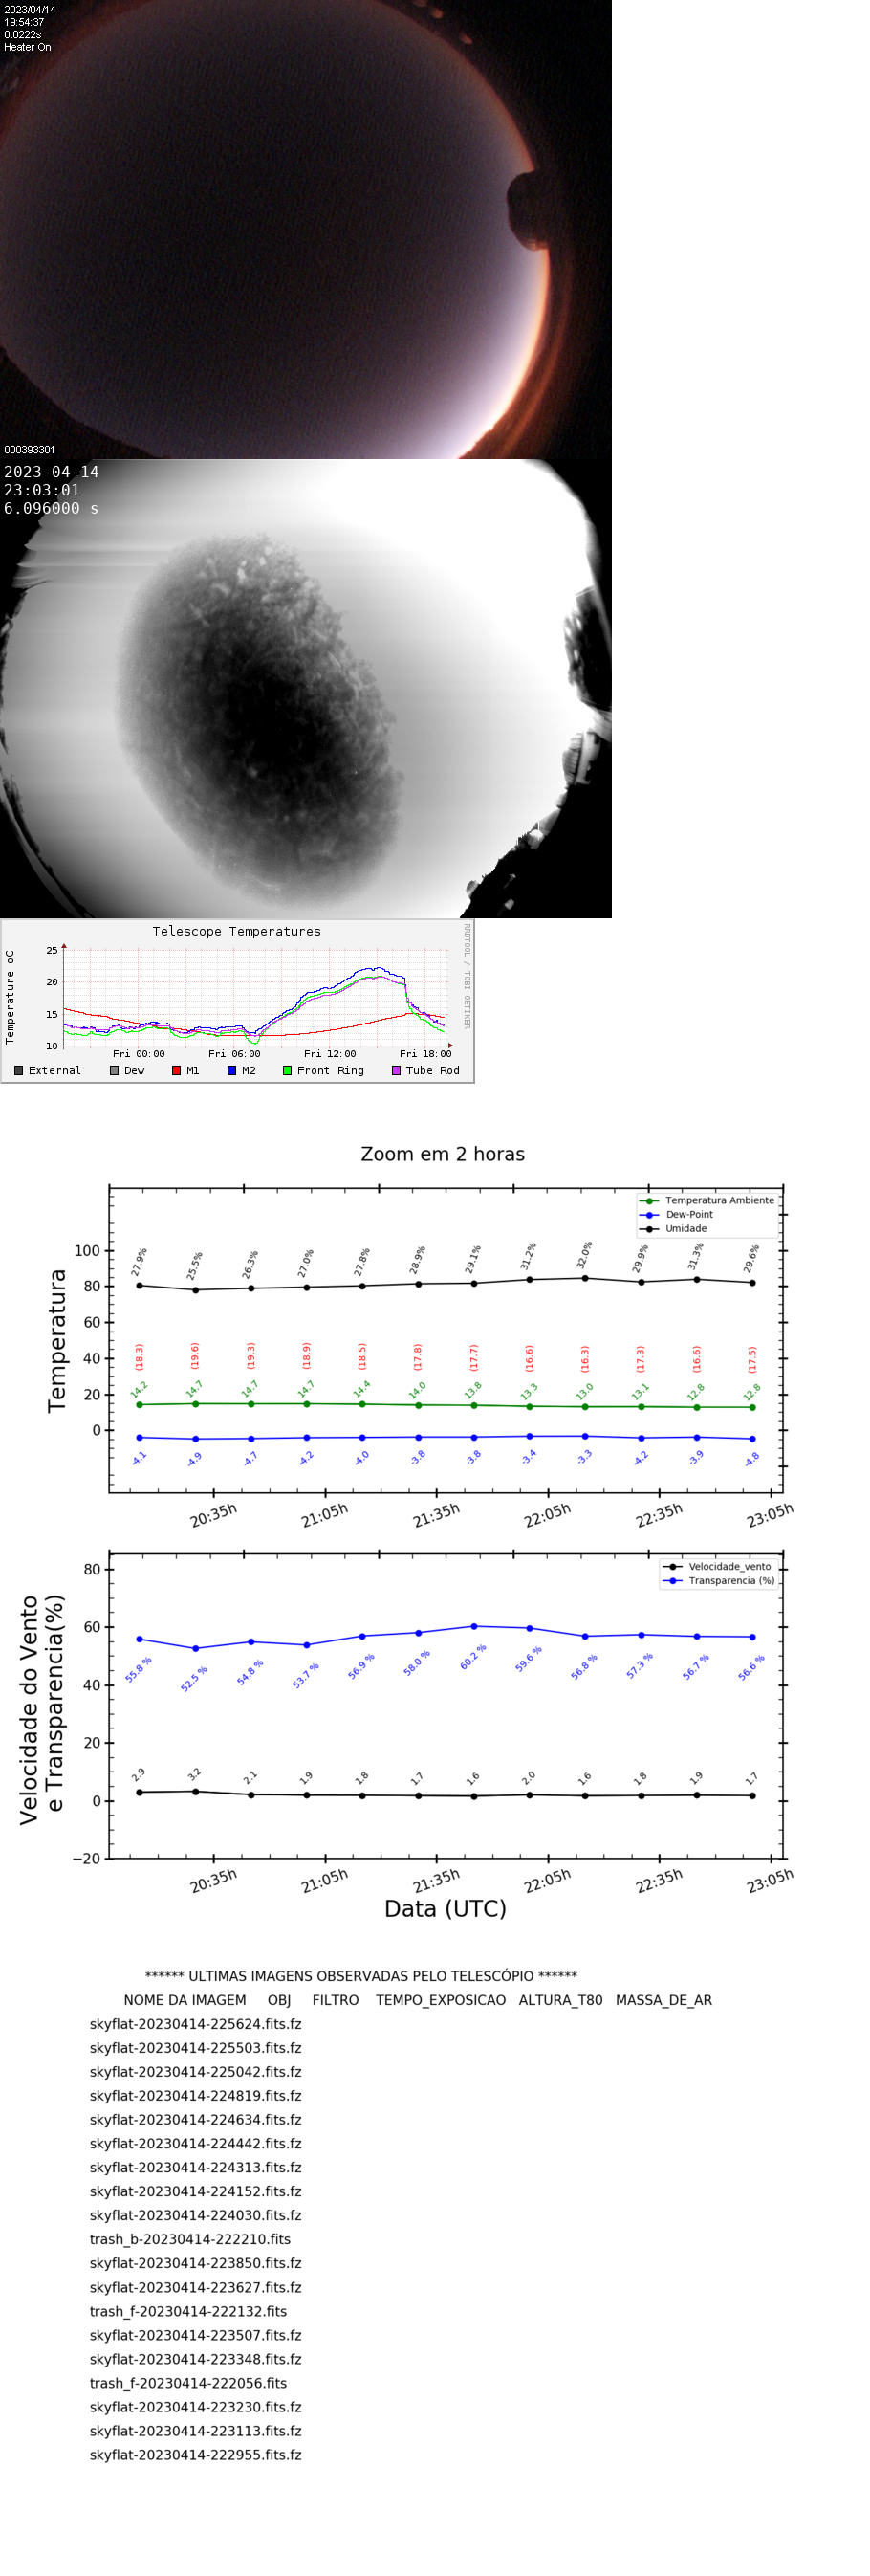 2023/04/14
19:54:37
0.0222s
Heater On
000393301
2023-04-14
23:03:01
6.096000 s
Telescope Temperatures
RRDTOOL / TOBI OETIKER
Temperature oC
25
20
15
10
Fri 00:00 Fri 06:00 Fri 12:00 Fri 18:00
External Dew M1 M2 Front Ring Tube Rod
Zoom em 2 horas
Temperatura Ambiente
Dew-Point
Umidade
Temperatura
100
80
60
40
20
0
27.9% 25.5% 26.3% 27.0% 27.8% 28.9% 29.1% 31.2% 32.0% 29.9% 31.3% 29.6%
(18.3) (19.6) (19.3) (18.9) (18.5) (17.8) (17.7) (16.6) (16.3) (17.3) (16.6) (17.5)
14.2 14.7 14.7 14.7 14.4 14.0 13.8 13.3 13.0 13.1 12.8 12.8
-4.1 -4.9 -4.7 -4.2 -4.0 -3.8 -3.8 -3.4 -3.3 -4.2 -3.9 -4.8
20:35h 21:05h 21:35h 22:05h 22:35h 23:05h
Velocidade_vento
Transparencia (%)
Velocidade do Vento
e Transparencia(%)
80
60
40
20
0
−20
55.8 % 52.5 % 54.8 % 53.7 % 56.9 % 58.0 % 60.2 % 59.6 % 56.8 % 57.3 % 56.7 % 56.6 %
2.9 3.2 2.1 1.9 1.8 1.7 1.6 2.0 1.6 1.8 1.9 1.7
20:35h 21:05h 21:35h 22:05h 22:35h 23:05h
Data (UTC)
****** ULTIMAS IMAGENS OBSERVADAS PELO TELESCÓPIO ******
NOME DA IMAGEM OBJ FILTRO TEMPO_EXPOSICAO ALTURA_T80 MASSA_DE_AR
skyflat-20230414-225624.fits.fz
skyflat-20230414-225503.fits.fz
skyflat-20230414-225042.fits.fz
skyflat-20230414-224819.fits.fz
skyflat-20230414-224634.fits.fz
skyflat-20230414-224442.fits.fz
skyflat-20230414-224313.fits.fz
skyflat-20230414-224152.fits.fz
skyflat-20230414-224030.fits.fz
trash_b-20230414-222210.fits
skyflat-20230414-223850.fits.fz
skyflat-20230414-223627.fits.fz
trash_f-20230414-222132.fits
skyflat-20230414-223507.fits.fz
skyflat-20230414-223348.fits.fz
trash_f-20230414-222056.fits
skyflat-20230414-223230.fits.fz
skyflat-20230414-223113.fits.fz
skyflat-20230414-222955.fits.fz